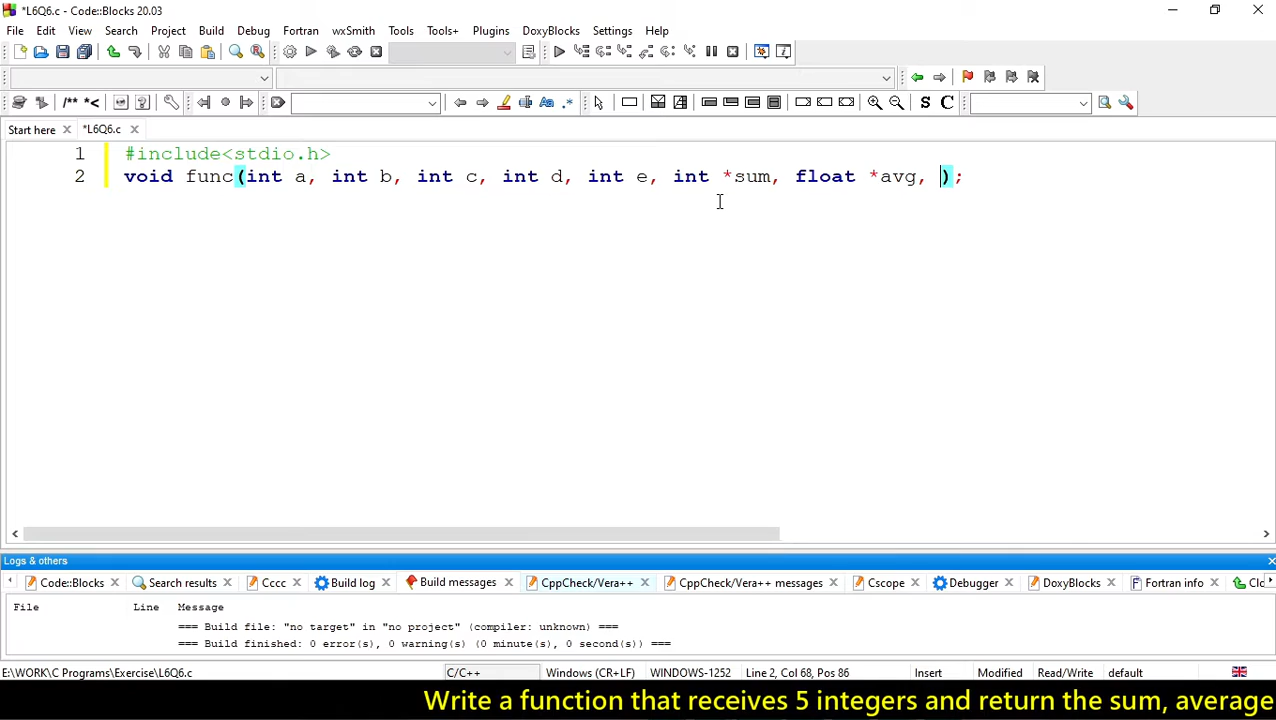 *L6Q6.c - Code::Blocks 20.03
File Edit View Search Project Build Debug Fortran wxSmith Tools Tools+ Plugins DoxyBlocks Settings Help
/** *< Aa .* S C
Start here *L6Q6.c
1 #include<stdio.h>
2 void func(int a, int b, int c, int d, int e, int *sum, float *avg, );
Logs & others
Code::Blocks Search results Cccc Build log Build messages CppCheck/Vera++ CppCheck/Vera++ messages Cscope Debugger DoxyBlocks Fortran info Clo
File Line Message
=== Build file: "no target" in "no project" (compiler: unknown) ===
=== Build finished: 0 error(s), 0 warning(s) (0 minute(s), 0 second(s)) ===
E:\WORK\C Programs\Exercise\L6Q6.c C/C++ Windows (CR+LF) WINDOWS-1252 Line 2, Col 68, Pos 86 Insert Modified Read/Write default
Write a function that receives 5 integers and return the sum, average